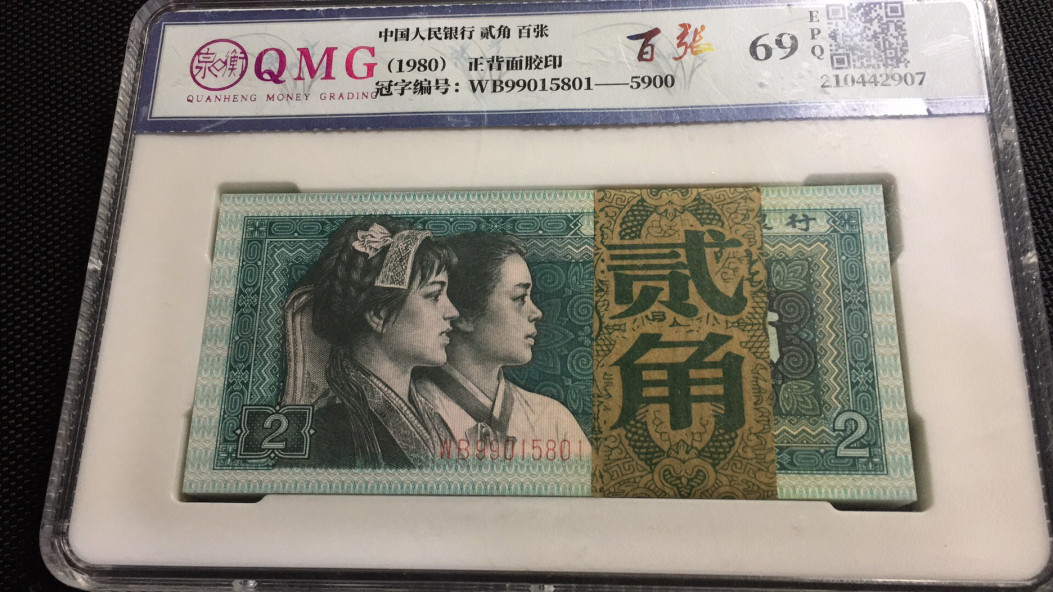 中国人民银行 贰角 百张
百张
69
EPQ
QMG
(1980) 正背面胶印
QUANHENG MONEY GRADING
冠字编号：WB99015801——5900
210442907
行
贰角
2
WB99015801
2